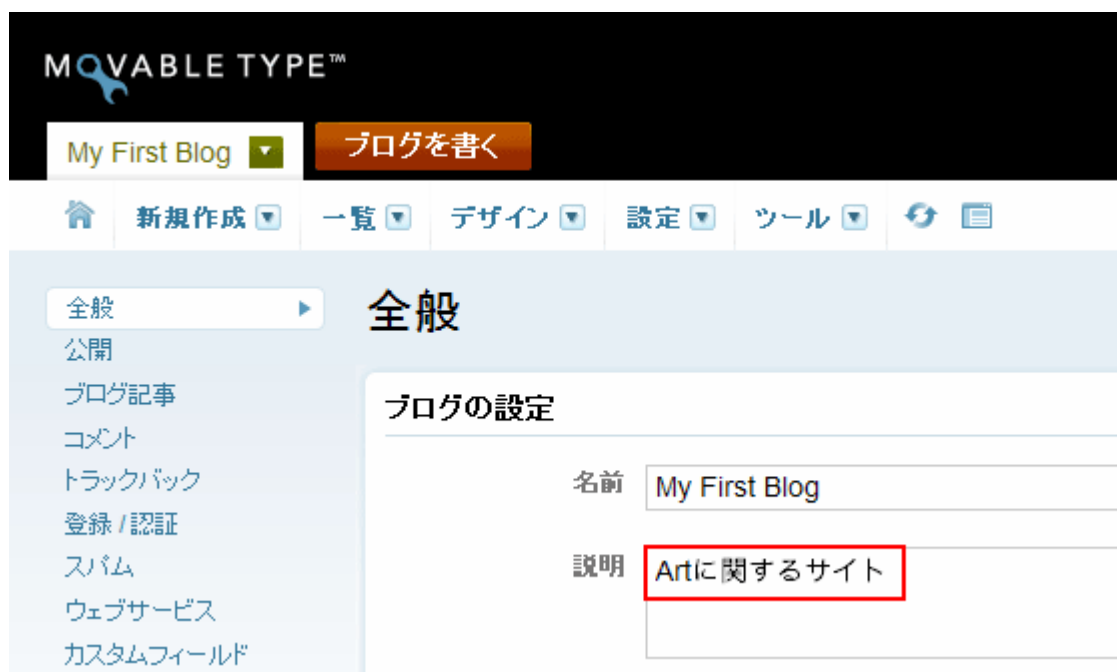 MOVABLE TYPE™
My First Blog ブログを書く
新規作成 一覧 デザイン 設定 ツール
全般
公開
ブログ記事
コメント
トラックバック
登録 / 認証
スパム
ウェブサービス
カスタムフィールド
全般
ブログの設定
名前 My First Blog
説明 Artに関するサイト